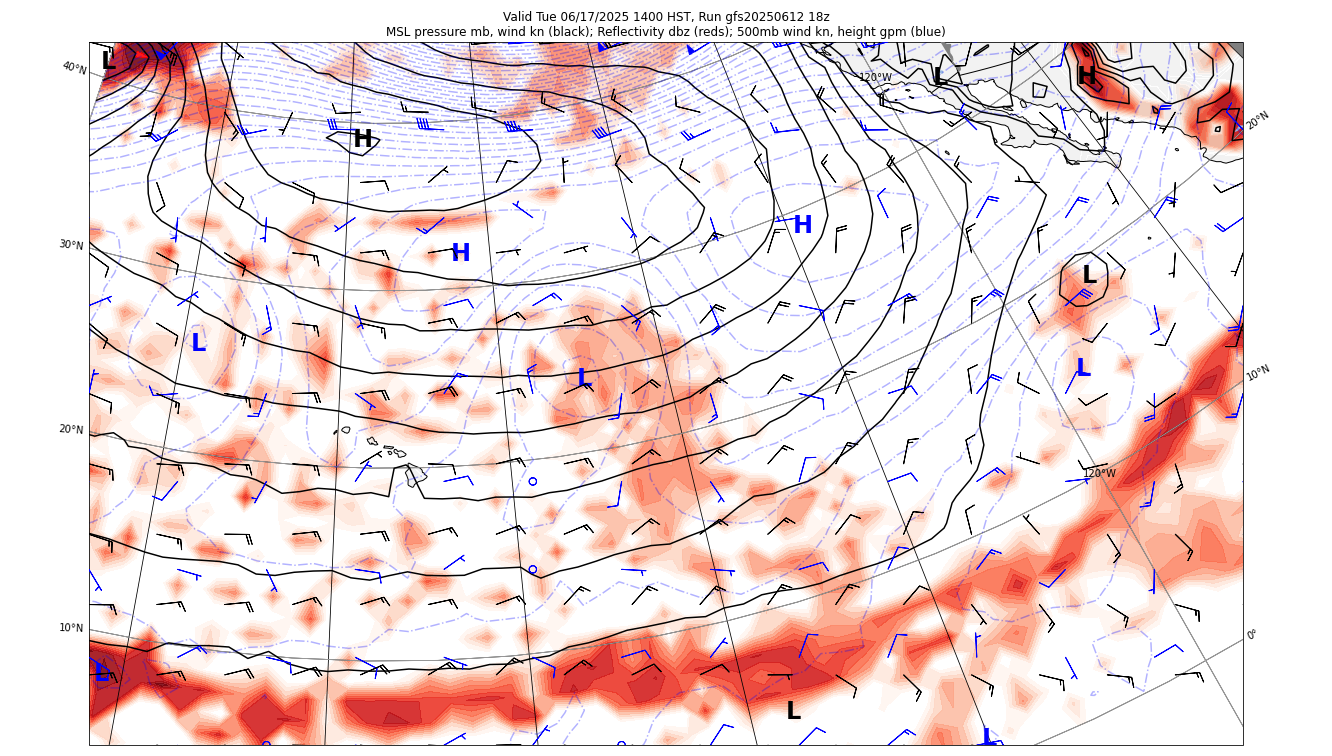 Valid Tue 06/17/2025 1400 HST, Run gfs20250612 18z
MSL pressure mb, wind kn (black); Reflectivity dbz (reds); 500mb wind kn, height gpm (blue)
L
40°N
120°W
L
H
20°N
H
H
30°N
H
L
L
L
L
10°N
20°N
120°W
10°N
0°
L
L
L